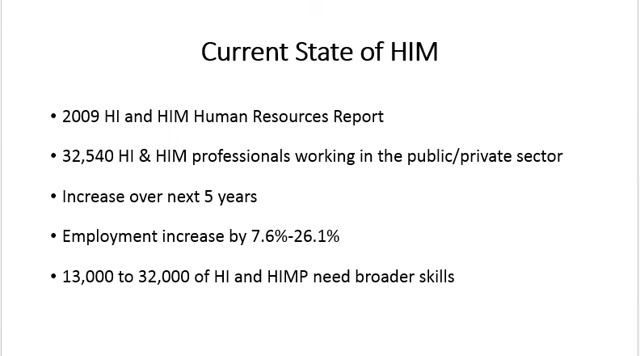 Current State of HIM
• 2009 HI and HIM Human Resources Report
• 32,540 HI & HIM professionals working in the public/private sector
• Increase over next 5 years
• Employment increase by 7.6%-26.1%
• 13,000 to 32,000 of HI and HIMP need broader skills